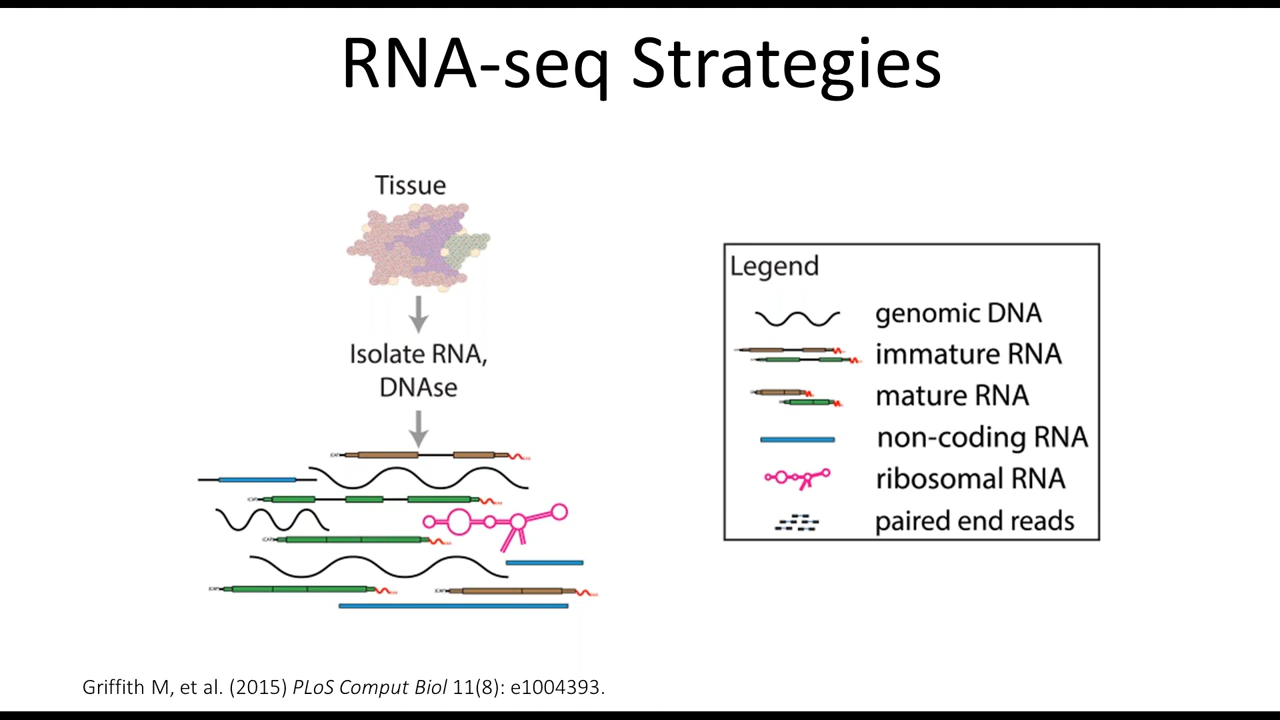 RNA-seq Strategies
Tissue
Isolate RNA,
DNAse
Legend
genomic DNA
immature RNA
mature RNA
non-coding RNA
ribosomal RNA
paired end reads
Griffith M, et al. (2015) PLoS Comput Biol 11(8): e1004393.